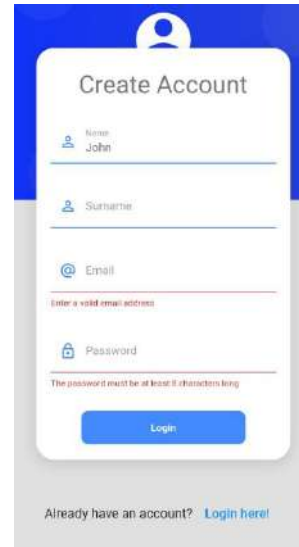 Create Account
Name
John
Surname
Email
Enter a valid email address
Password
The password must be at least 8 characters long
Login
Already have an account? Login here!